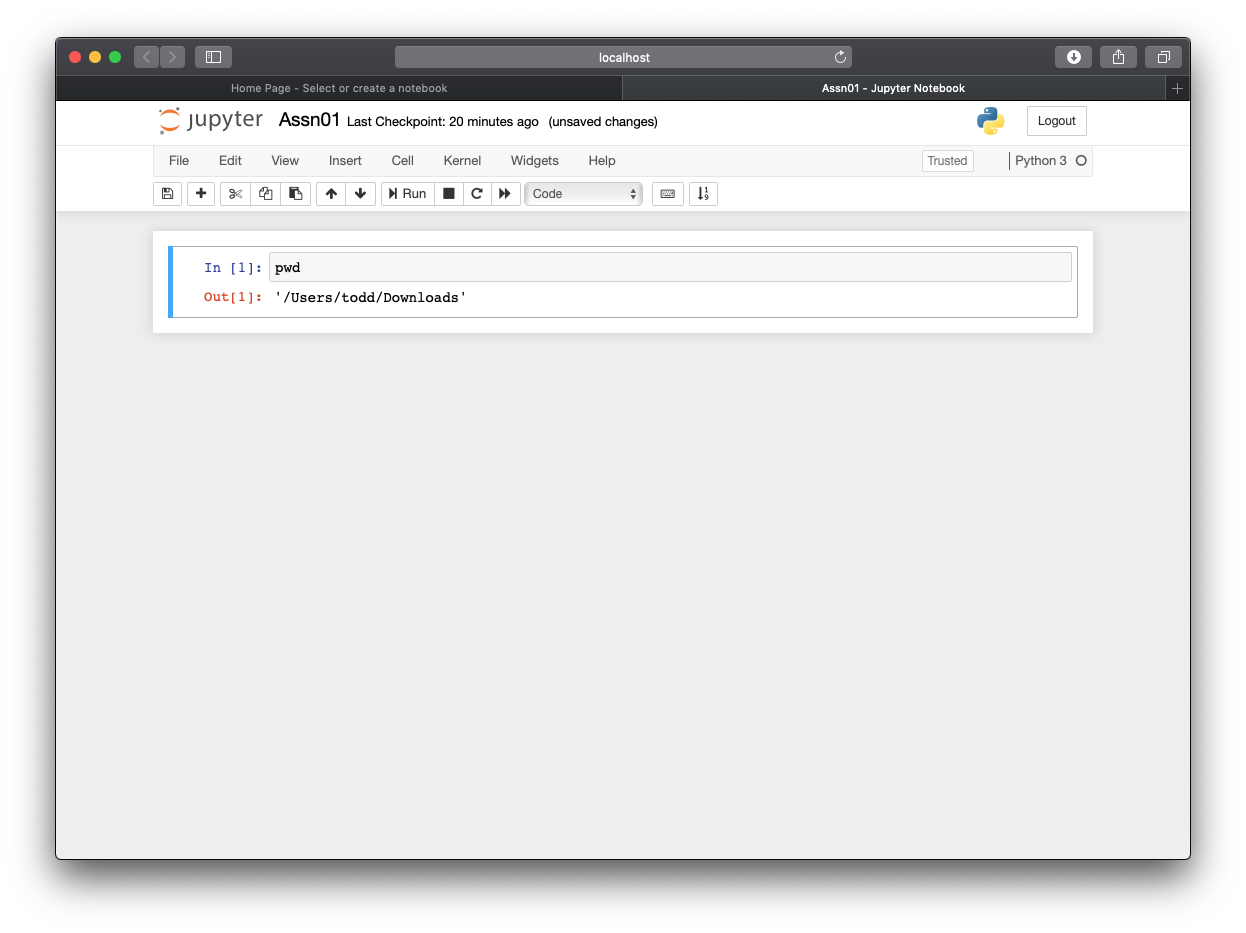 localhost
Home Page - Select or create a notebook
Assn01 - Jupyter Notebook
jupyter Assn01 Last Checkpoint: 20 minutes ago (unsaved changes)
Logout
File Edit View Insert Cell Kernel Widgets Help
Trusted
Python 3
Run
Code
In [1]: pwd
Out[1]: '/Users/todd/Downloads'